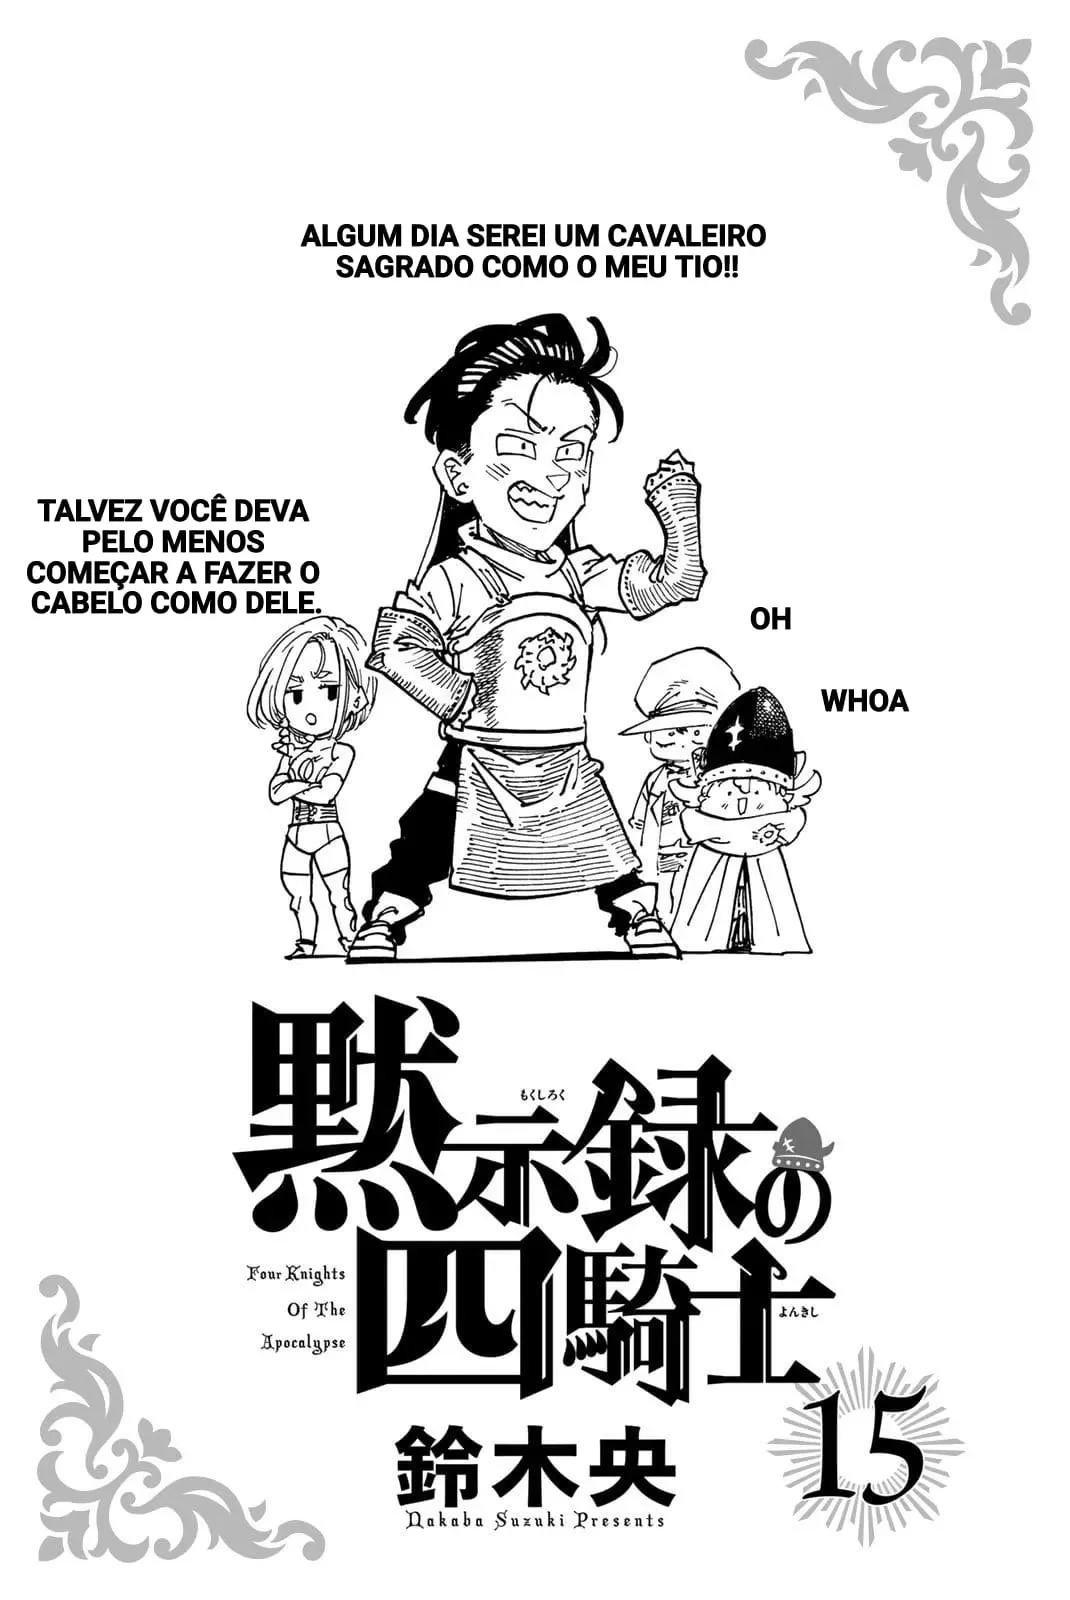 ALGUM DIA SEREI UM CAVALEIRO
SAGRADO COMO O MEU TIO!!
TALVEZ VOCÊ DEVA
PELO MENOS
COMEÇAR A FAZER O
CABELO COMO DELE.
OH
WHOA
もくしろく
黙示録の
四騎士
よんきし
Four Knights
Of The
Apocalypse
15
鈴木央
Nakaba Suzuki Presents